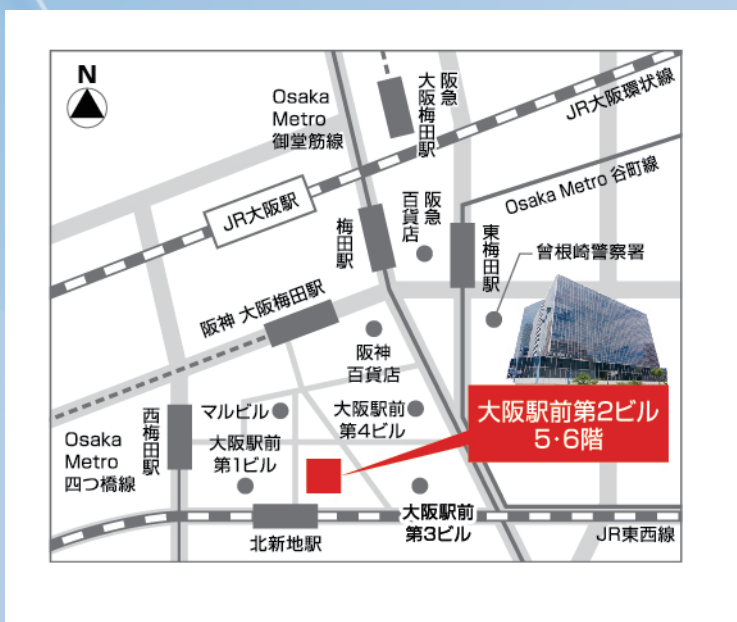 N
Osaka
Metro
御堂筋線
阪急
大阪梅田駅
JR大阪環状線
JR大阪駅
梅田駅
阪急
百貨店
東梅田駅
Osaka Metro 谷町線
曾根崎警察署
阪神 大阪梅田駅
阪神
百貨店
西梅田駅
マルビル
大阪駅前
第4ビル
大阪駅前第2ビル
5・6階
Osaka
Metro
四つ橋線
大阪駅前
第1ビル
大阪駅前
第3ビル
北新地駅
JR東西線